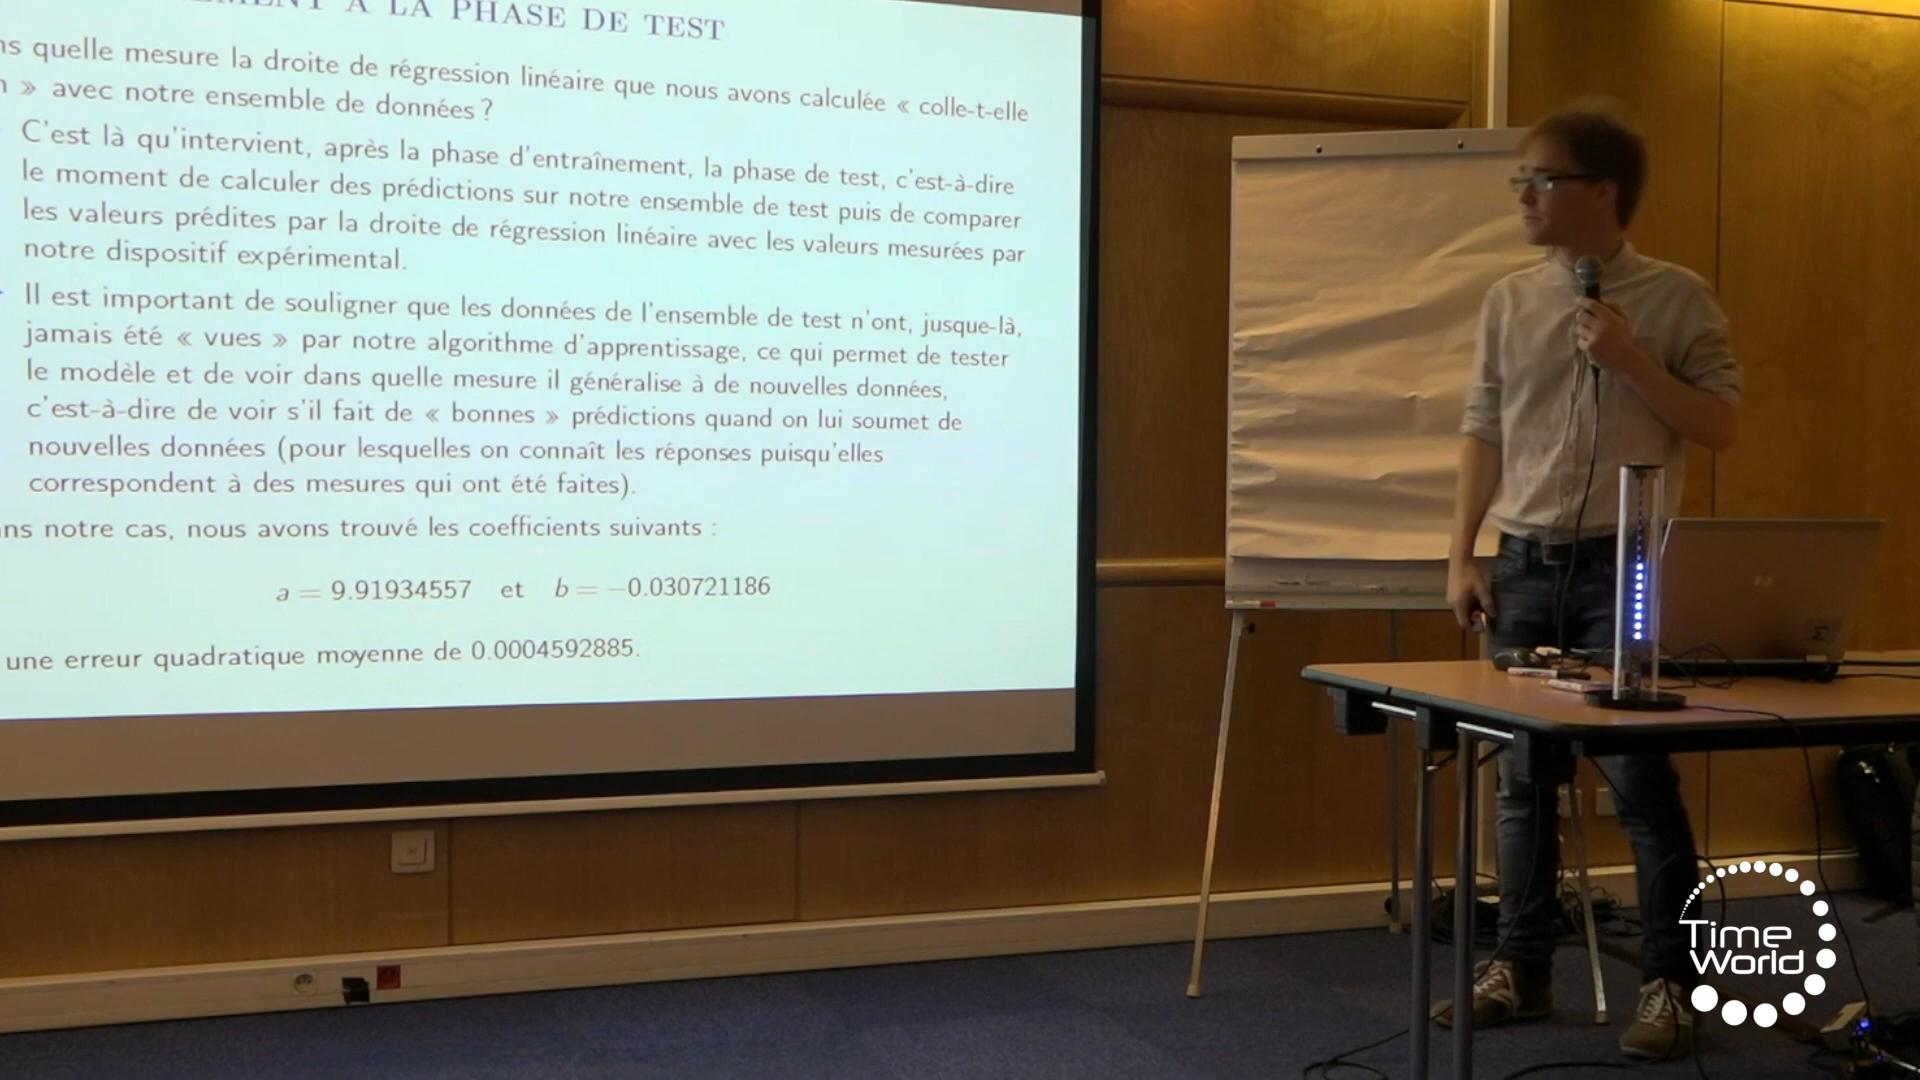 À LA PHASE DE TEST
quelle mesure la droite de régression linéaire que nous avons calculée « colle-t-elle
» avec notre ensemble de données ?
C'est là qu'intervient, après la phase d'entraînement, la phase de test, c'est-à-dire
le moment de calculer des prédictions sur notre ensemble de test puis de comparer
les valeurs prédites par la droite de régression linéaire avec les valeurs mesurées par
notre dispositif expérimental.
Il est important de souligner que les données de l'ensemble de test n'ont, jusque-là,
jamais été « vues » par notre algorithme d'apprentissage, ce qui permet de tester
le modèle et de voir dans quelle mesure il généralise à de nouvelles données,
c'est-à-dire de voir s'il fait de « bonnes » prédictions quand on lui soumet de
nouvelles données (pour lesquelles on connaît les réponses puisqu'elles
correspondent à des mesures qui ont été faites).
notre cas, nous avons trouvé les coefficients suivants :
a = 9.91934557 et b = −0.030721186
une erreur quadratique moyenne de 0.0004592885.
Time
World